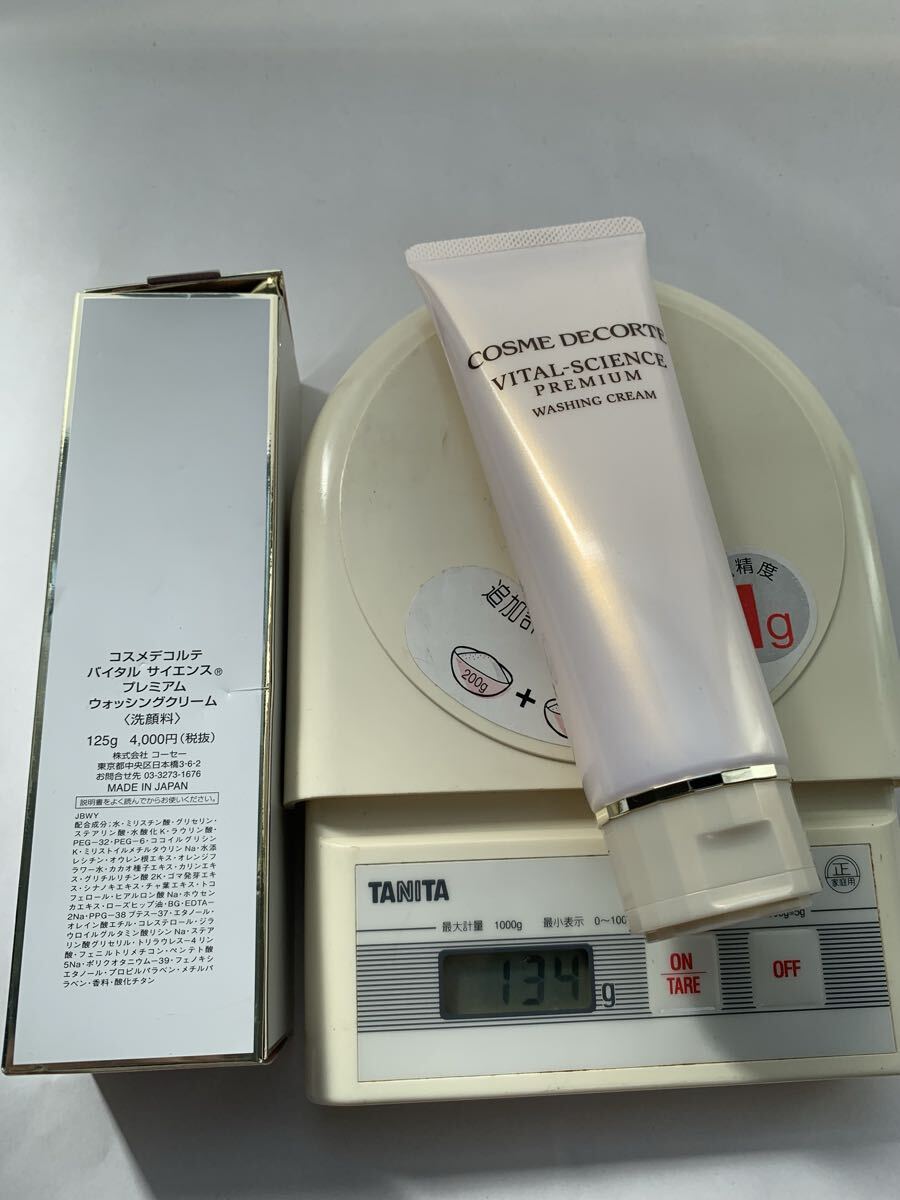 COSME DECORTE
VITAL-SCIENCE
PREMIUM
WASHING CREAM
コスメデコルテ
バイタル サイエンス®
プレミアム
ウォッシングクリーム
〈洗顔料〉
125g 4,000円(税抜)
株式会社 コーセー
東京都中央区日本橋3-6-2
お問合せ先 03-3273-1676
MADE IN JAPAN
説明書をよく読んでからお使いください。
JBWY
配合成分:水・ミリスチン酸・グリセリン・
ステアリン酸・水酸化K・ラウリン酸・
PEG-32・PEG-6・ココイルグリシン
K・ミリストイルメチルタウリンNa・水添
レシチン・オウレン根エキス・オレンジフ
ラワー水・カカオ種子エキス・カリンエキ
ス・グリチルリチン酸2K・ゴマ発芽エキ
ス・シナノキエキス・チャ葉エキス・トコ
フェロール・ヒアルロン酸Na・ホウセン
カエキス・ローズヒップ油・BG・EDTA-
2Na・PPG-38ブテス-37・エタノール・
オレイン酸エチル・コレステロール・ジラ
ウロイルグルタミン酸リシンNa・ステア
リン酸グリセリル・トリラウレス-4リン
酸・フェニルトリメチコン・ペンテト酸
5Na・ポリクオタニウム-39・フェノキシ
エタノール・プロピルパラベン・メチルパ
ラベン・香料・酸化チタン
追加
200g
+
精度
g
TANITA
正
家庭用
最大計量 1000g 最小表示 0〜100
=5g
134 g
ON
TARE
OFF